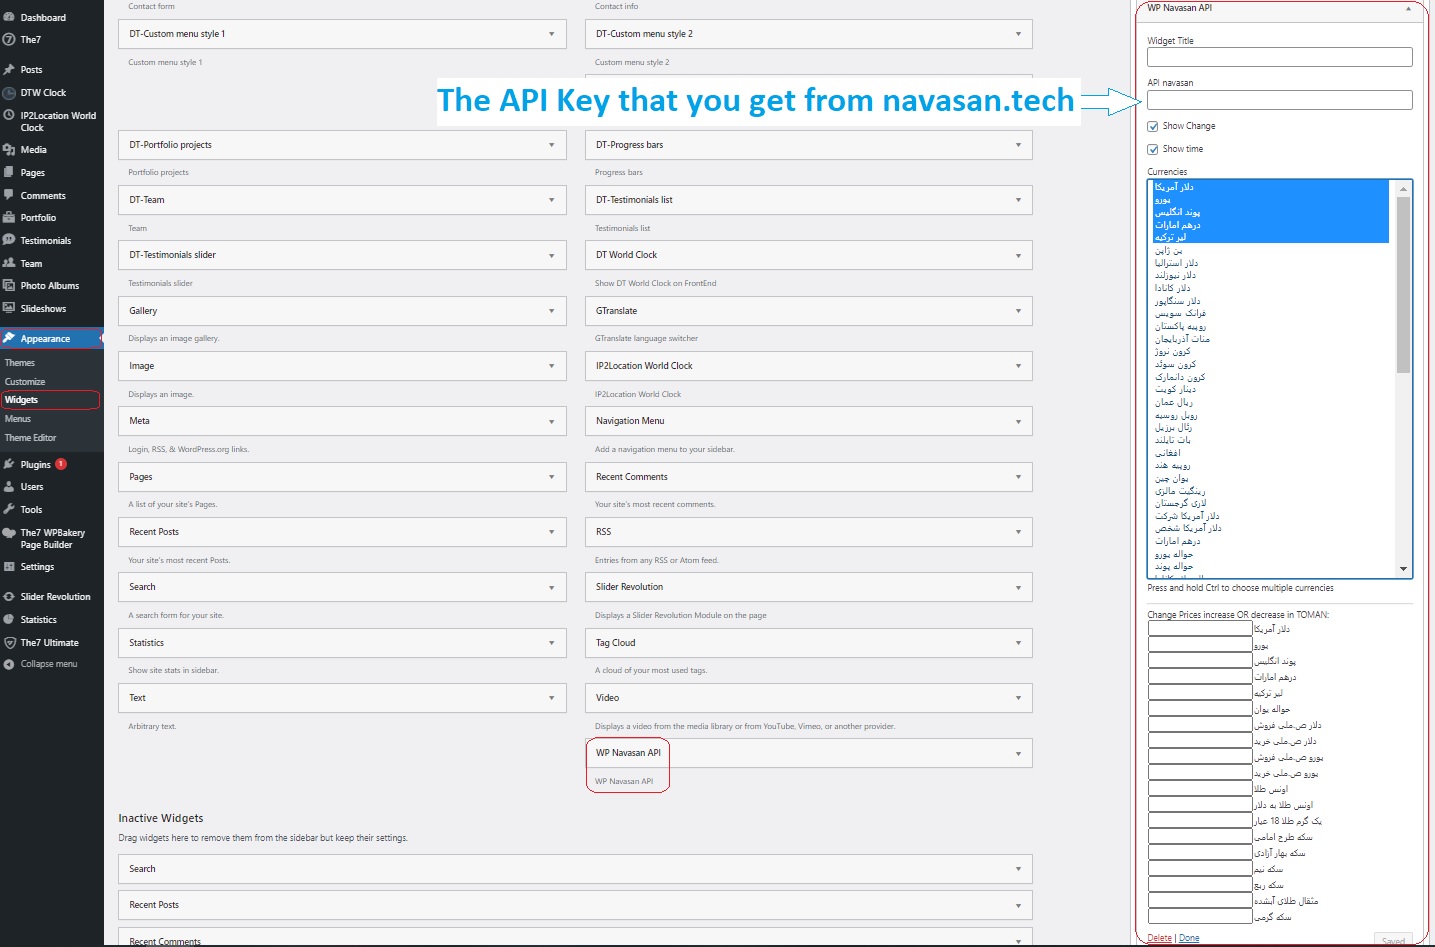 Dashboard
The7
Posts
DTW Clock
IP2Location World
Clock
Media
Pages
Comments
Portfolio
Testimonials
Team
Photo Albums
Slideshows
Appearance
Themes
Customize
Widgets
Menus
Theme Editor
Plugins 1
Users
Tools
The7 WPBakery
Page Builder
Settings
Slider Revolution
Statistics
The7 Ultimate
Collapse menu
Contact form
Contact info
DT-Custom menu style 1
DT-Custom menu style 2
Custom menu style 1
Custom menu style 2
The API Key that you get from navasan.tech
DT-Portfolio projects
DT-Progress bars
Portfolio projects
Progress bars
DT-Team
DT-Testimonials list
Team
Testimonials list
DT-Testimonials slider
DT World Clock
Testimonials slider
Show DT World Clock on FrontEnd
Gallery
GTranslate
Displays an image gallery.
GTranslate language switcher
Image
IP2Location World Clock
Displays an image.
IP2Location World Clock
Meta
Navigation Menu
Login, RSS, & WordPress.org links.
Add a navigation menu to your sidebar.
Pages
Recent Comments
A list of your site's Pages.
Your site's most recent comments.
Recent Posts
RSS
Your site's most recent Posts.
Entries from any RSS or Atom feed.
Search
Slider Revolution
A search form for your site.
Displays a Slider Revolution Module on the page
Statistics
Tag Cloud
Show site stats in sidebar.
A cloud of your most used tags.
Text
Video
Arbitrary text.
Displays a video from the media library or from YouTube, Vimeo, or another provider.
WP Navasan API
WP Navasan API
Inactive Widgets
Drag widgets here to remove them from the sidebar but keep their settings.
Search
Recent Posts
Recent Comments
WP Navasan API
Widget Title
API navasan
Show Change
Show time
Currencies
دلار آمریکا
یورو
پوند انگلیس
درهم امارات
لیر ترکیه
ین ژاپن
دلار استرالیا
دلار نیوزلند
دلار کانادا
دلار سنگاپور
فرانک سویس
روپیه پاکستان
منات آذربایجان
کرون نروژ
کرون سوئد
کرون دانمارک
دینار کویت
ریال عمان
روبل روسیه
رئال برزیل
بات تایلند
افغانی
روپیه هند
یوان چین
رینگیت مالزی
لاری گرجستان
دلار آمریکا شرکت
دلار آمریکا شخص
درهم امارات
حواله یورو
حواله پوند
Press and hold Ctrl to choose multiple currencies
Change Prices increase OR decrease in TOMAN:
دلار آمریکا
یورو
پوند انگلیس
درهم امارات
لیر ترکیه
حواله یوان
دلار ص.ملی فروش
دلار ص.ملی خرید
یورو ص.ملی فروش
یورو ص.ملی خرید
اونس طلا
اونس طلا به دلار
یک گرم طلا 18 عیار
سکه طرح امامی
سکه بهار آزادی
سکه نیم
سکه ربع
مثقال طلای آبشده
سکه گرمی
Delete | Done
Saved